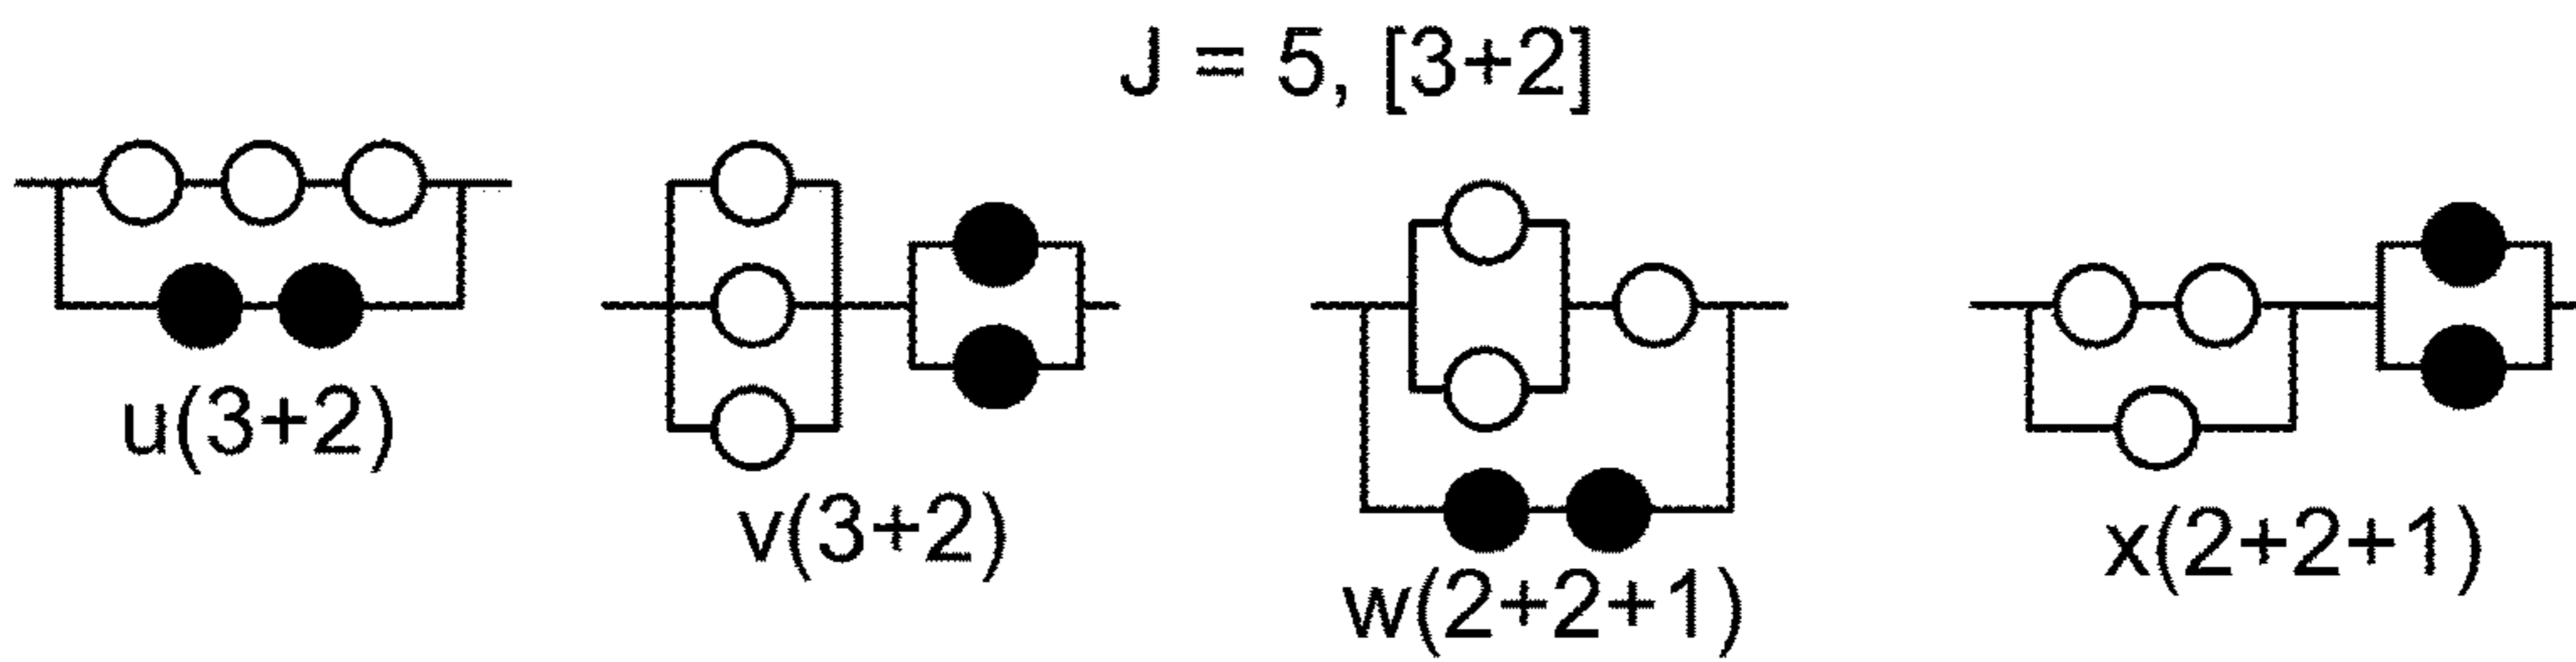 J = 5, [3+2]
u(3+2)
v(3+2)
w(2+2+1)
x(2+2+1)